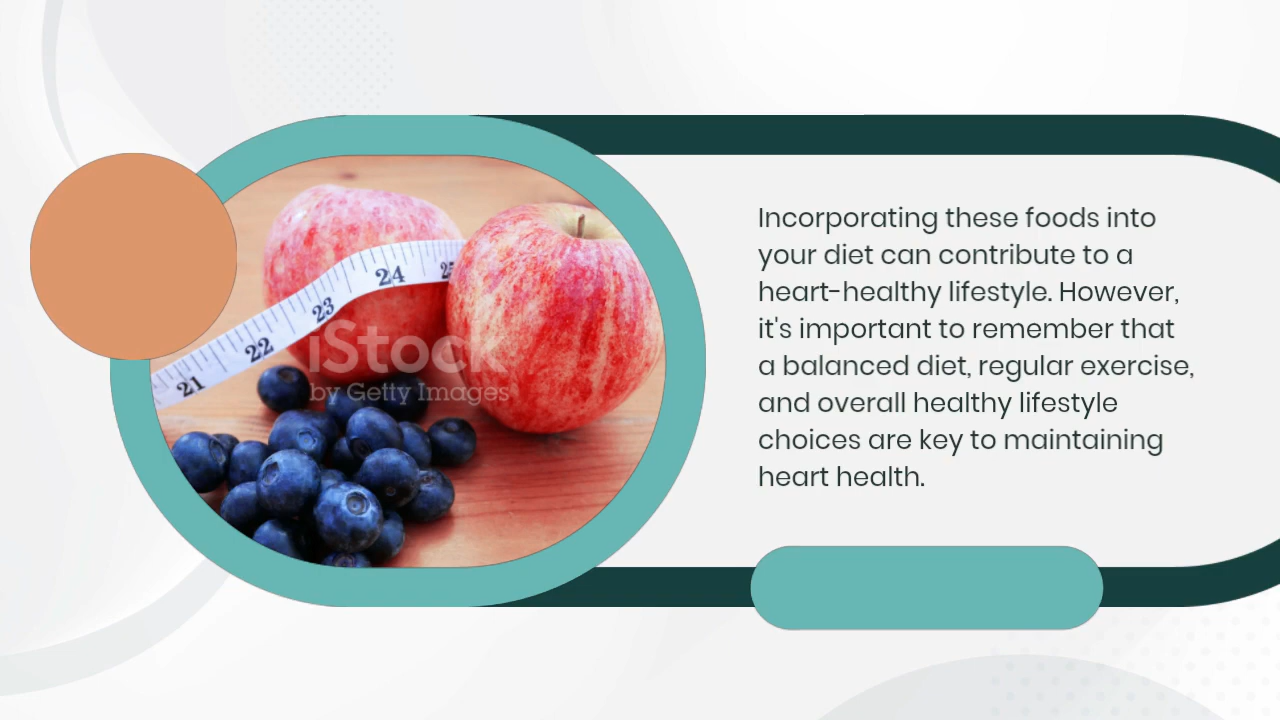 21
22
23
24
iStock
by Getty Images
Incorporating these foods into
your diet can contribute to a
heart-healthy lifestyle. However,
it's important to remember that
a balanced diet, regular exercise,
and overall healthy lifestyle
choices are key to maintaining
heart health.